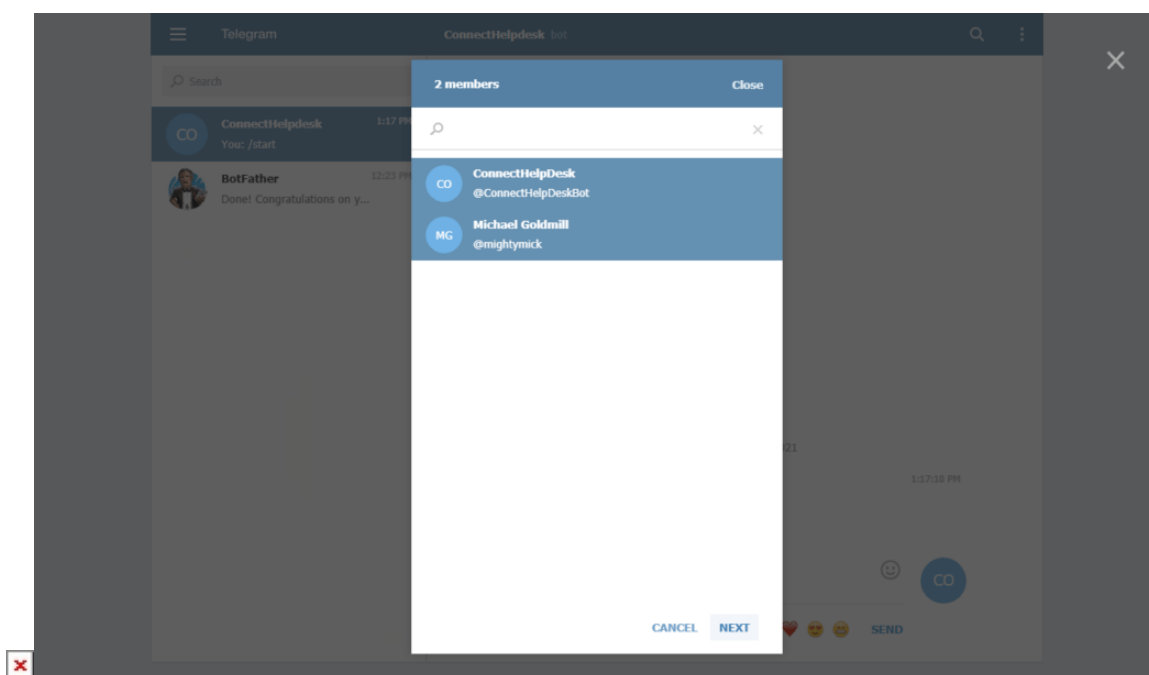 Telegram
ConnectHelpdesk bot
Search
CO
ConnectHelpdesk
1:17 PM
You: /start
BotFather
12:23 PM
Done! Congratulations on y...
2 members
Close
CO
ConnectHelpDesk
@ConnectHelpDeskBot
MG
Michael Goldmill
@mightymick
21
1:17:10 PM
CO
CANCEL NEXT
SEND